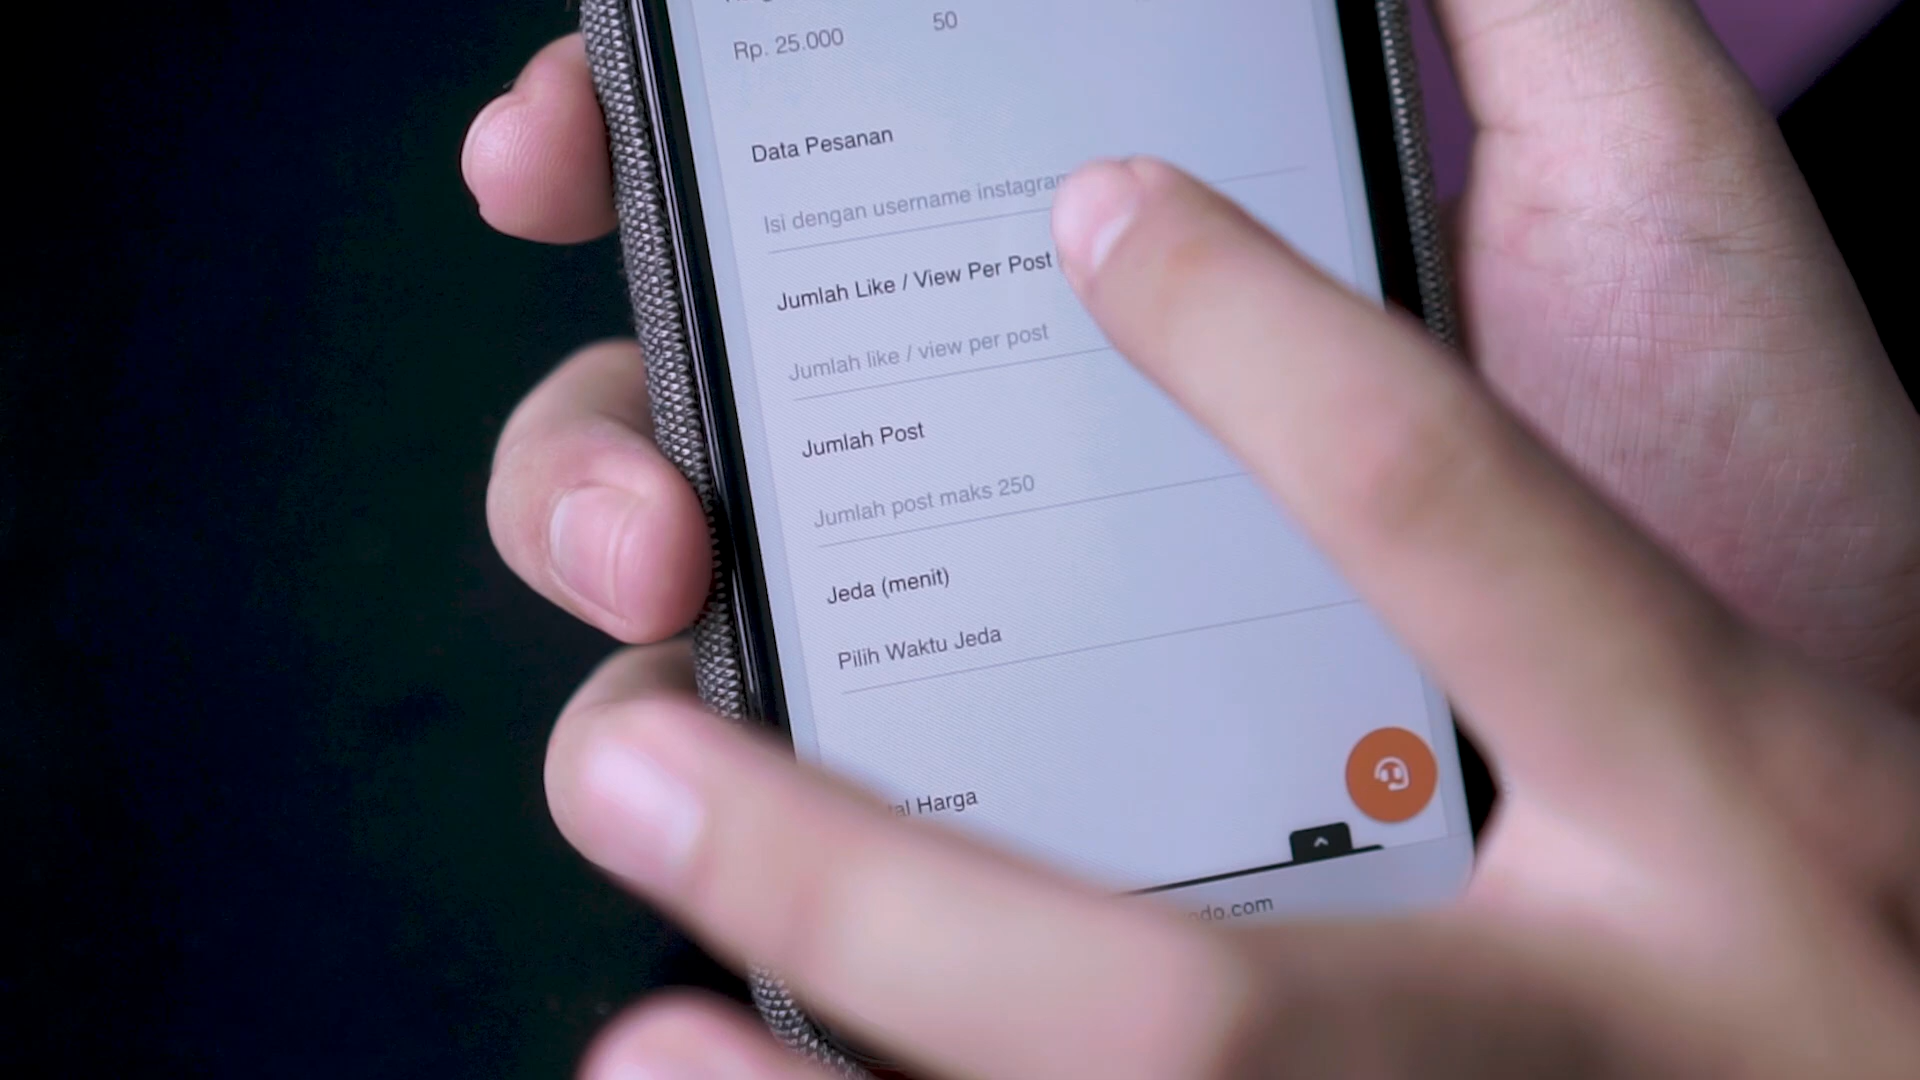 Rp. 25.000 50
Data Pesanan
Isi dengan username instagram
Jumlah Like / View Per Post
Jumlah like / view per post
Jumlah Post
Jumlah post maks 250
Jeda (menit)
Pilih Waktu Jeda
Harga